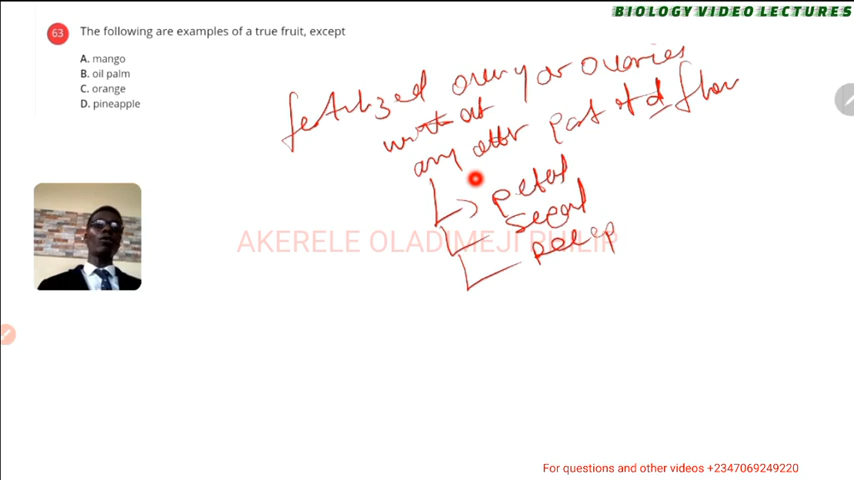 BIOLOGY VIDEO LECTURES
63 The following are examples of a true fruit, except
A. mango
B. oil palm
C. orange
D. pineapple
fertilized ovary or ovaries
without
any other part of d flower
petal
sepal
recep
AKERELE OLADIMEJI PHILIP
For questions and other videos +2347069249220